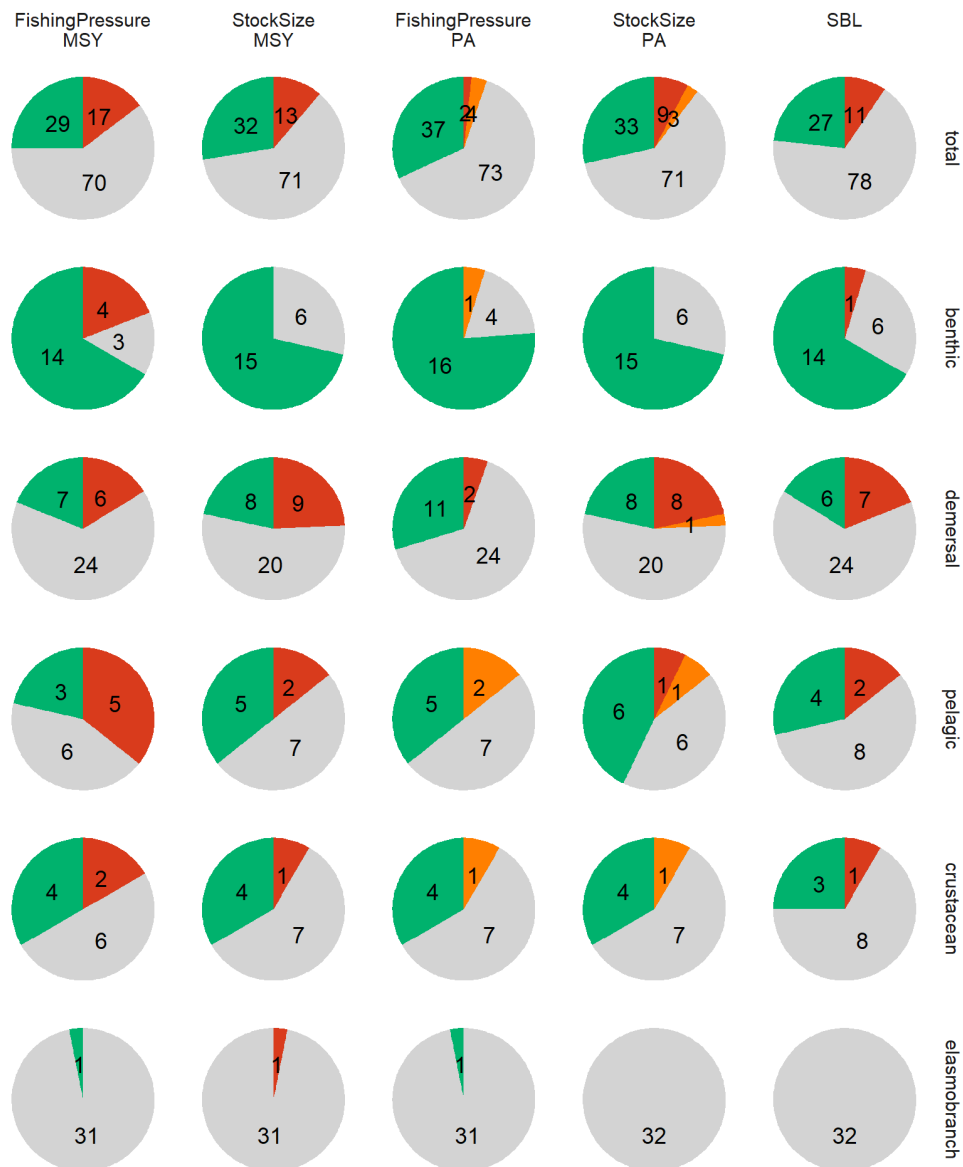 FishingPressure
MSY
StockSize
MSY
FishingPressure
PA
StockSize
PA
SBL
29 17 70
32 13 71
37 2 4 73
33 9 3 71
27 11 78
total
14 4 3
15 6
16 1 4
15 6
14 1 6
benthic
7 6 24
8 9 20
11 2 24
8 8 1 20
6 7 24
demersal
3 5 6
5 2 7
5 2 7
6 1 1 6
4 2 8
pelagic
4 2 6
4 1 7
4 1 7
4 1 7
3 1 8
crustacean
1 31
1 31
1 31
32
32
elasmobranch